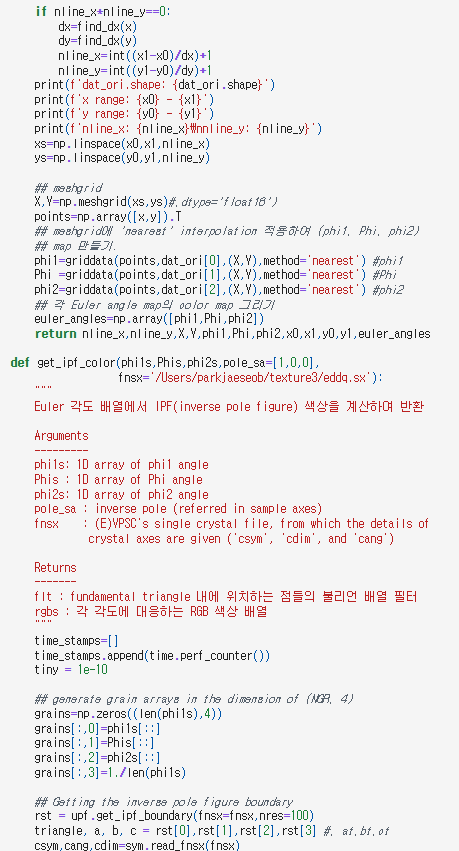 if nline_x*nline_y==0:
dx=find_dx(x)
dy=find_dx(y)
nline_x=int((x1-x0)/dx)+1
nline_y=int((y1-y0)/dy)+1
print(f'dat_ori.shape: {dat_ori.shape}')
print(f'x range: {x0} - {x1}')
print(f'y range: {y0} - {y1}')
print(f'nline_x: {nline_x}₩nnline_y: {nline_y}')
xs=np.linspace(x0,x1,nline_x)
ys=np.linspace(y0,y1,nline_y)
## meshgrid
X,Y=np.meshgrid(xs,ys)#,dtype='float16')
points=np.array([x,y]).T
## meshgrid에 'nearest' interpolation 적용하여 (phi1, Phi, phi2)
## map 만들기.
phi1=griddata(points,dat_ori[0],(X,Y),method='nearest') #phi1
Phi =griddata(points,dat_ori[1],(X,Y),method='nearest') #Phi
phi2=griddata(points,dat_ori[2],(X,Y),method='nearest') #phi2
## 각 Euler angle map의 color map 그리기
euler_angles=np.array([phi1,Phi,phi2])
return nline_x,nline_y,X,Y,phi1,Phi,phi2,x0,x1,y0,y1,euler_angles
def get_ipf_color(phi1s,Phis,phi2s,pole_sa=[1,0,0],
fnsx='/Users/parkjaeseob/texture3/eddq.sx'):
"""
Euler 각도 배열에서 IPF(inverse pole figure) 색상을 계산하여 반환
Arguments
---------
phi1s: 1D array of phi1 angle
Phis : 1D array of Phi angle
phi2s: 1D array of phi2 angle
pole_sa : inverse pole (referred in sample axes)
fnsx    : (E)VPSC's single crystal file, from which the details of
crystal axes are given ('csym', 'cdim', and 'cang')
Returns
-------
flt : fundamental triangle 내에 위치하는 점들의 불리언 배열 필터
rgbs : 각 각도에 대응하는 RGB 색상 배열
"""
time_stamps=[]
time_stamps.append(time.perf_counter())
tiny = 1e-10
## generate grain arrays in the dimension of (NGR, 4)
grains=np.zeros((len(phi1s),4))
grains[:,0]=phi1s[::]
grains[:,1]=Phis[::]
grains[:,2]=phi2s[::]
grains[:,3]=1./len(phi1s)
## Getting the inverse pole figure boundary
rst = upf.get_ipf_boundary(fnsx=fnsx,nres=100)
triangle, a, b, c = rst[0],rst[1],rst[2],rst[3] #, at,bt,ct
csym,cang,cdim=sym.read_fnsx(fnsx)